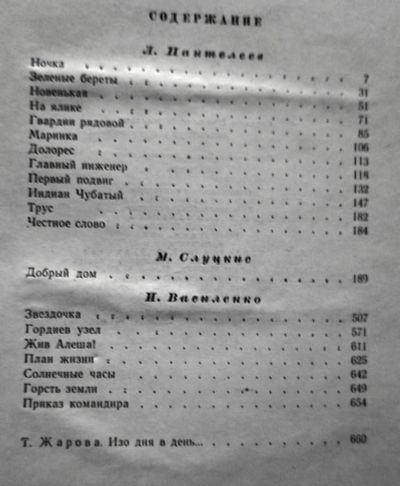 СОДЕРЖАНИЕ
Л. Пантелеев
Ночка . . . . . . . . . . . . 7
Зеленые береты . . . . . . . . . . 31
Новенькая . . . . . . . . . . . 51
На ялике . . . . . . . . . . . 71
Гвардии рядовой . . . . . . . . . . 85
Маринка . . . . . . . . . . . 106
Долорес . . . . . . . . . . . 113
Главный инженер . . . . . . . . . . 118
Первый подвиг . . . . . . . . . . 132
Индиан Чубатый . . . . . . . . . . 147
Трус . . . . . . . . . . . . 182
Честное слово . . . . . . . . . . 184
М. Слуцкис
Добрый дом . . . . . . . . . . . 189
И. Василенко
Звездочка . . . . . . . . . . . 507
Гордиев узел . . . . . . . . . . 571
Жив Алеша! . . . . . . . . . . 611
План жизни . . . . . . . . . . 625
Солнечные часы . . . . . . . . . . 642
Горсть земли . . . . . . . . . . 649
Приказ командира . . . . . . . . . 654
Т. Жарова. Изо дня в день... . . . . . . . 660